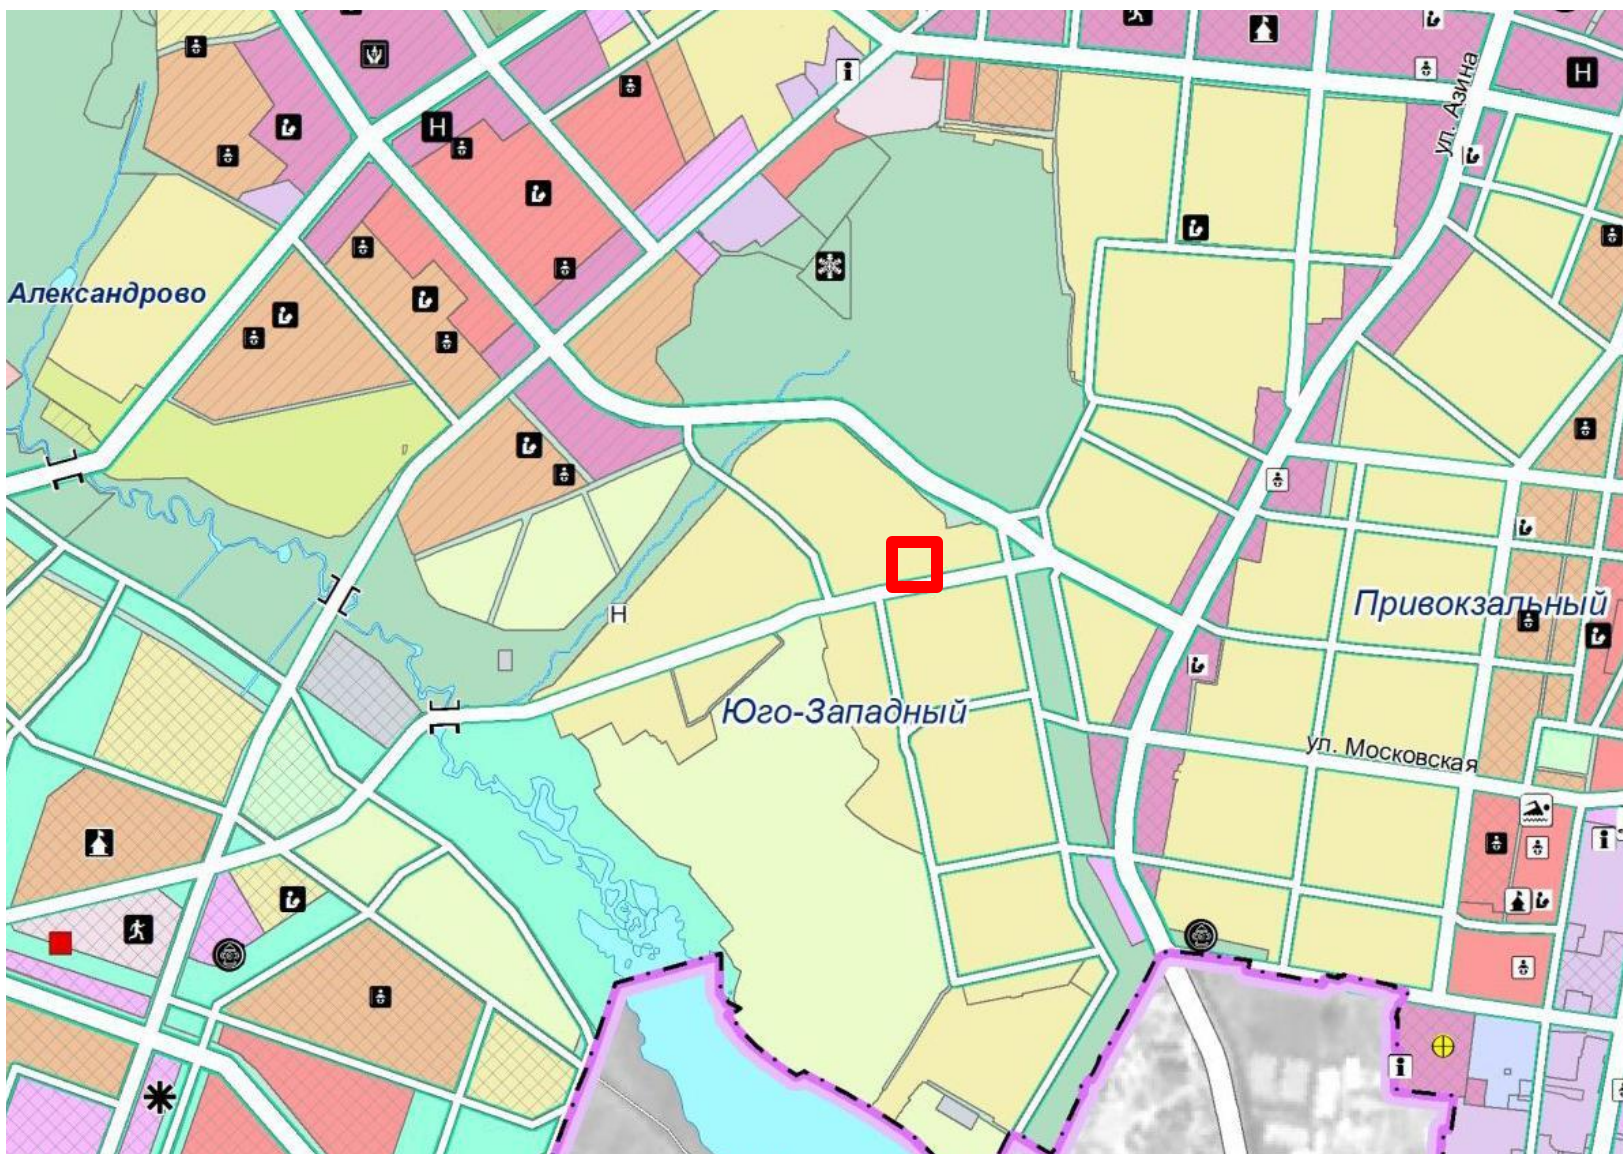 ул. Азина
H
H
Александрово
H
Привокзальный
Юго-Западный
ул. Московская